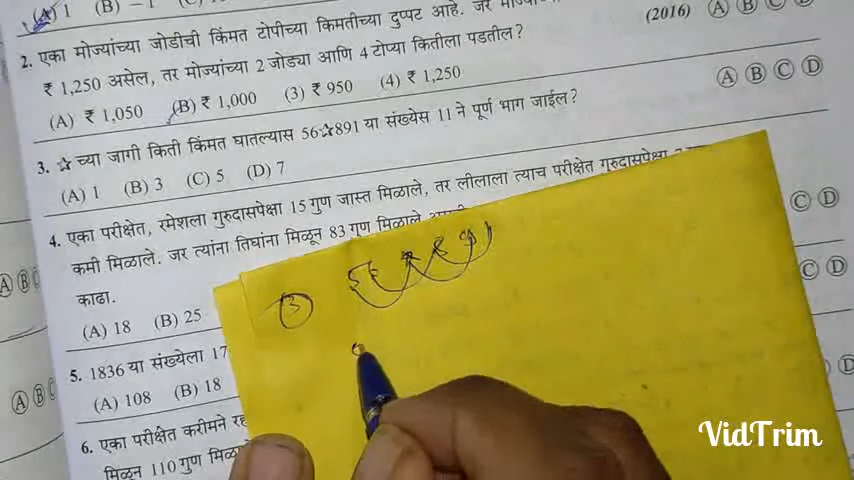 (A) 1 (B) – 1
2. एका मोज्यांच्या जोडीची किंमत टोपीच्या किमतीच्या दुप्पट आहे. जर
₹ 1,250 असेल, तर मोज्यांच्या 2 जोड्या आणि 4 टोप्या कितीला पडतील? (2016) A B C D
(A) ₹ 1,050 (B) ₹ 1,000 (3) ₹ 950 (4) ₹ 1,250
3. ☆ च्या जागी किती किंमत घातल्यास 56☆891 या संख्येस 11 ने पूर्ण भाग जाईल? A B C D
(A) 1 (B) 3 (C) 5 (D) 7
4. एका परीक्षेत, रमेशला गुरुदासपेक्षा 15 गुण जास्त मिळाले, तर लीलाला त्याच परीक्षेत गुरुदासपेक्षा
कमी मिळाले. जर त्यांना तिघांना मिळून 83 गुण मिळाले C D
काढा.
(A) 18 (B) 25
5. 1836 या संख्येला 17 C D
(A) 108 (B) 18
6. एका परीक्षेत करीमने
मिळून 110 गुण
A B C
A B C
D
VidTrim